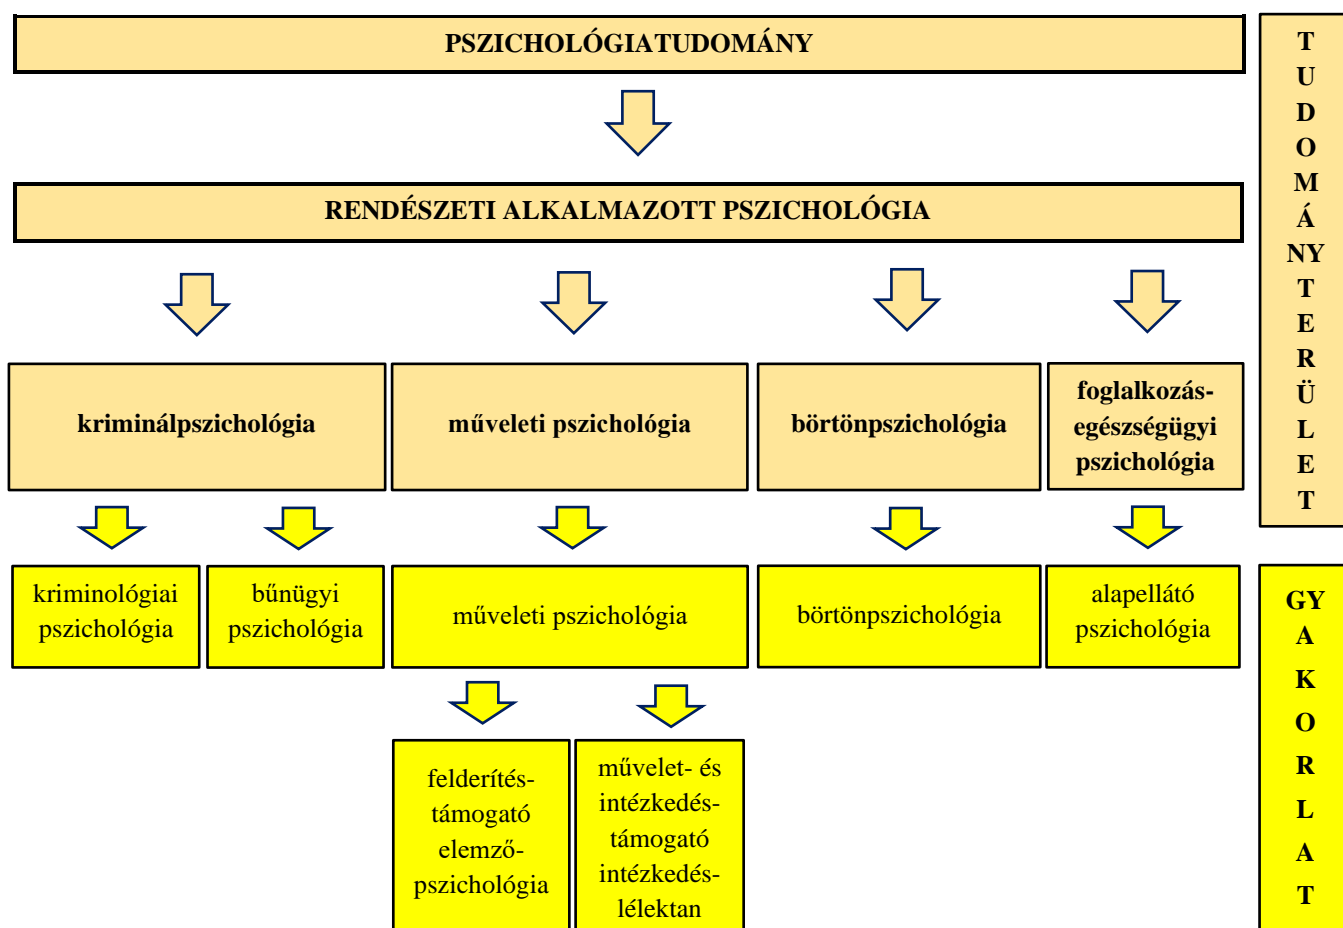 PSZICHOLÓGIATUDOMÁNY
RENDÉSZETI ALKALMAZOTT PSZICHOLÓGIA
kriminálpszichológia
műveleti pszichológia
börtönpszichológia
foglalkozás-
egészségügyi
pszichológia
kriminológiai
pszichológia
bűnügyi
pszichológia
műveleti pszichológia
börtönpszichológia
alapellátó
pszichológia
felderítés-
támogató
elemző-
pszichológia
művelet- és
intézkedés-
támogató
intézkedés-
lélektan
T
U
D
O
M
Á
NY
T
E
R
Ü
L
E
T
GY
A
K
O
R
L
A
T